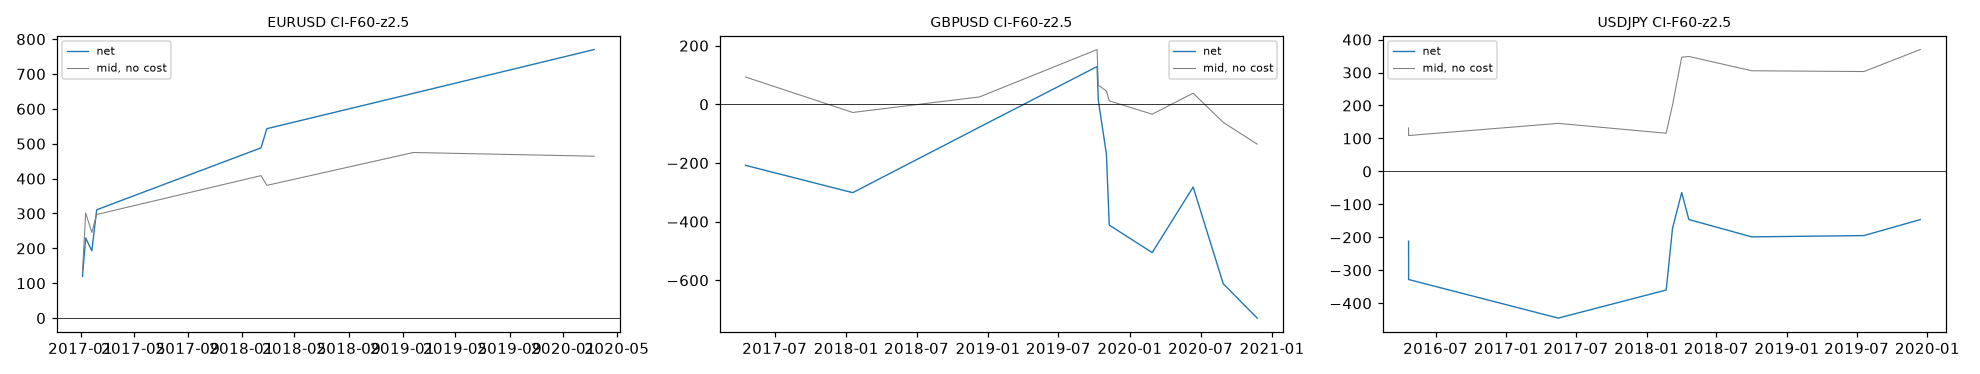 EURUSD CI-F60-z2.5
net
mid, no cost
800
700
600
500
400
300
200
100
0
2017-01 2017-05 2017-09 2018-01 2018-05 2018-09 2019-01 2019-05 2019-09 2020-01 2020-05
GBPUSD CI-F60-z2.5
net
mid, no cost
200
0
−200
−400
−600
2017-07 2018-01 2018-07 2019-01 2019-07 2020-01 2020-07 2021-01
USDJPY CI-F60-z2.5
net
mid, no cost
400
300
200
100
0
−100
−200
−300
−400
2016-07 2017-01 2017-07 2018-01 2018-07 2019-01 2019-07 2020-01